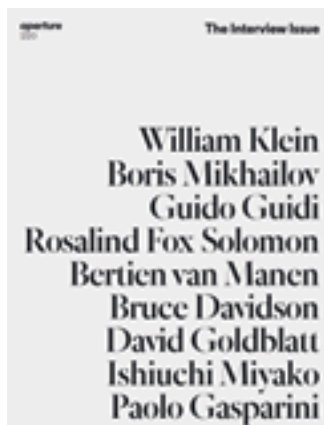 aperture
220
The Interview Issue
William Klein
Boris Mikhailov
Guido Guidi
Rosalind Fox Solomon
Bertien van Manen
Bruce Davidson
David Goldblatt
Ishiuchi Miyako
Paolo Gasparini